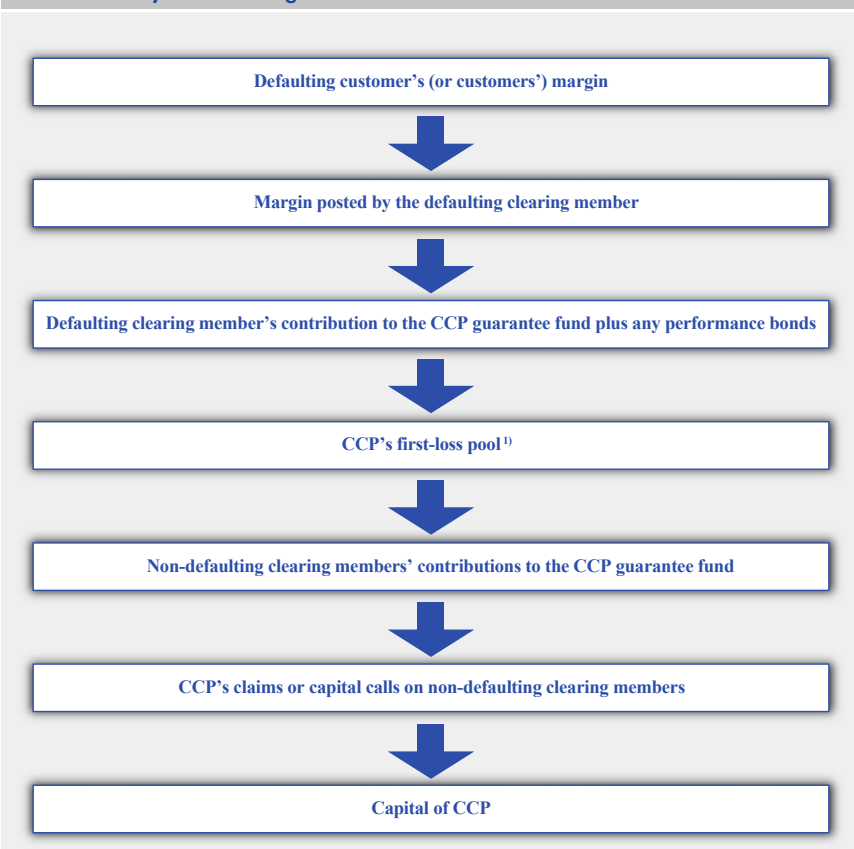 Defaulting customer’s (or customers’) margin
Margin posted by the defaulting clearing member
Defaulting clearing member’s contribution to the CCP guarantee fund plus any performance bonds
CCP’s first-loss pool 1)
Non-defaulting clearing members’ contributions to the CCP guarantee fund
CCP’s claims or capital calls on non-defaulting clearing members
Capital of CCP